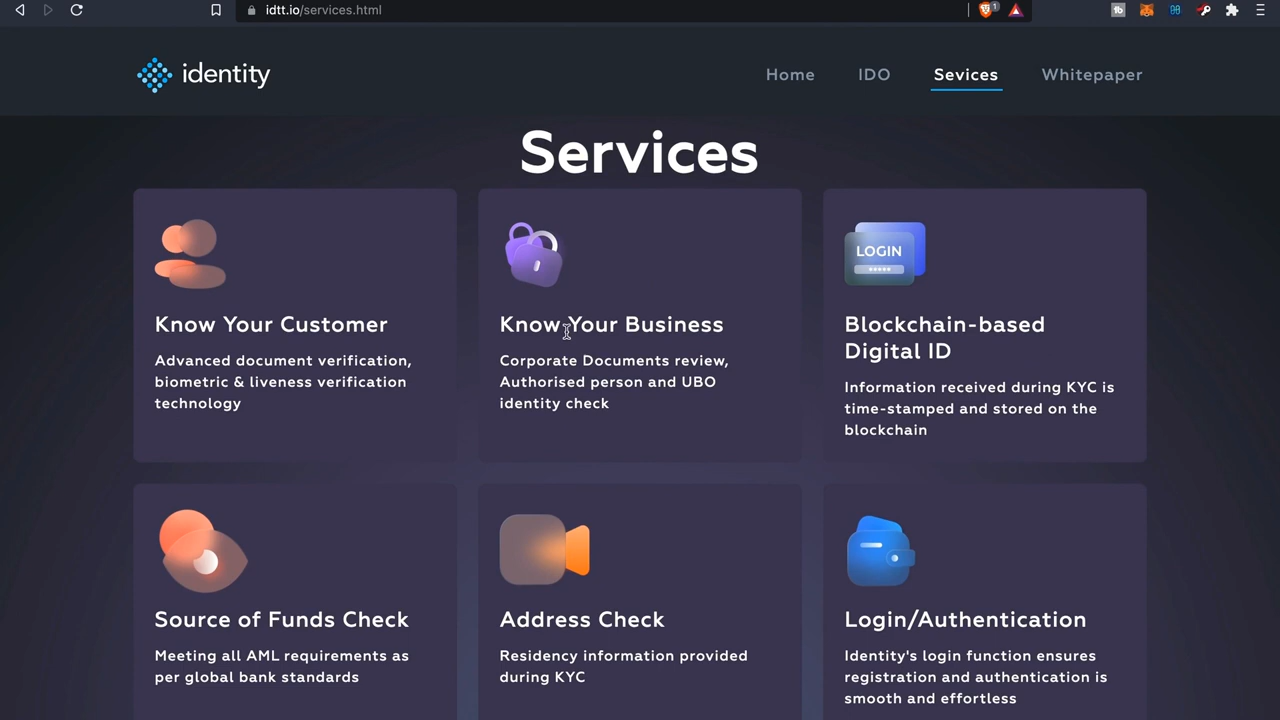 idtt.io/services.html
1
identity
Home IDO Sevices Whitepaper
Services
Know Your Customer
Advanced document verification,
biometric & liveness verification
technology
Know Your Business
Corporate Documents review,
Authorised person and UBO
identity check
LOGIN
*****
Blockchain-based
Digital ID
Information received during KYC is
time-stamped and stored on the
blockchain
Source of Funds Check
Meeting all AML requirements as
per global bank standards
Address Check
Residency information provided
during KYC
Login/Authentication
Identity's login function ensures
registration and authentication is
smooth and effortless